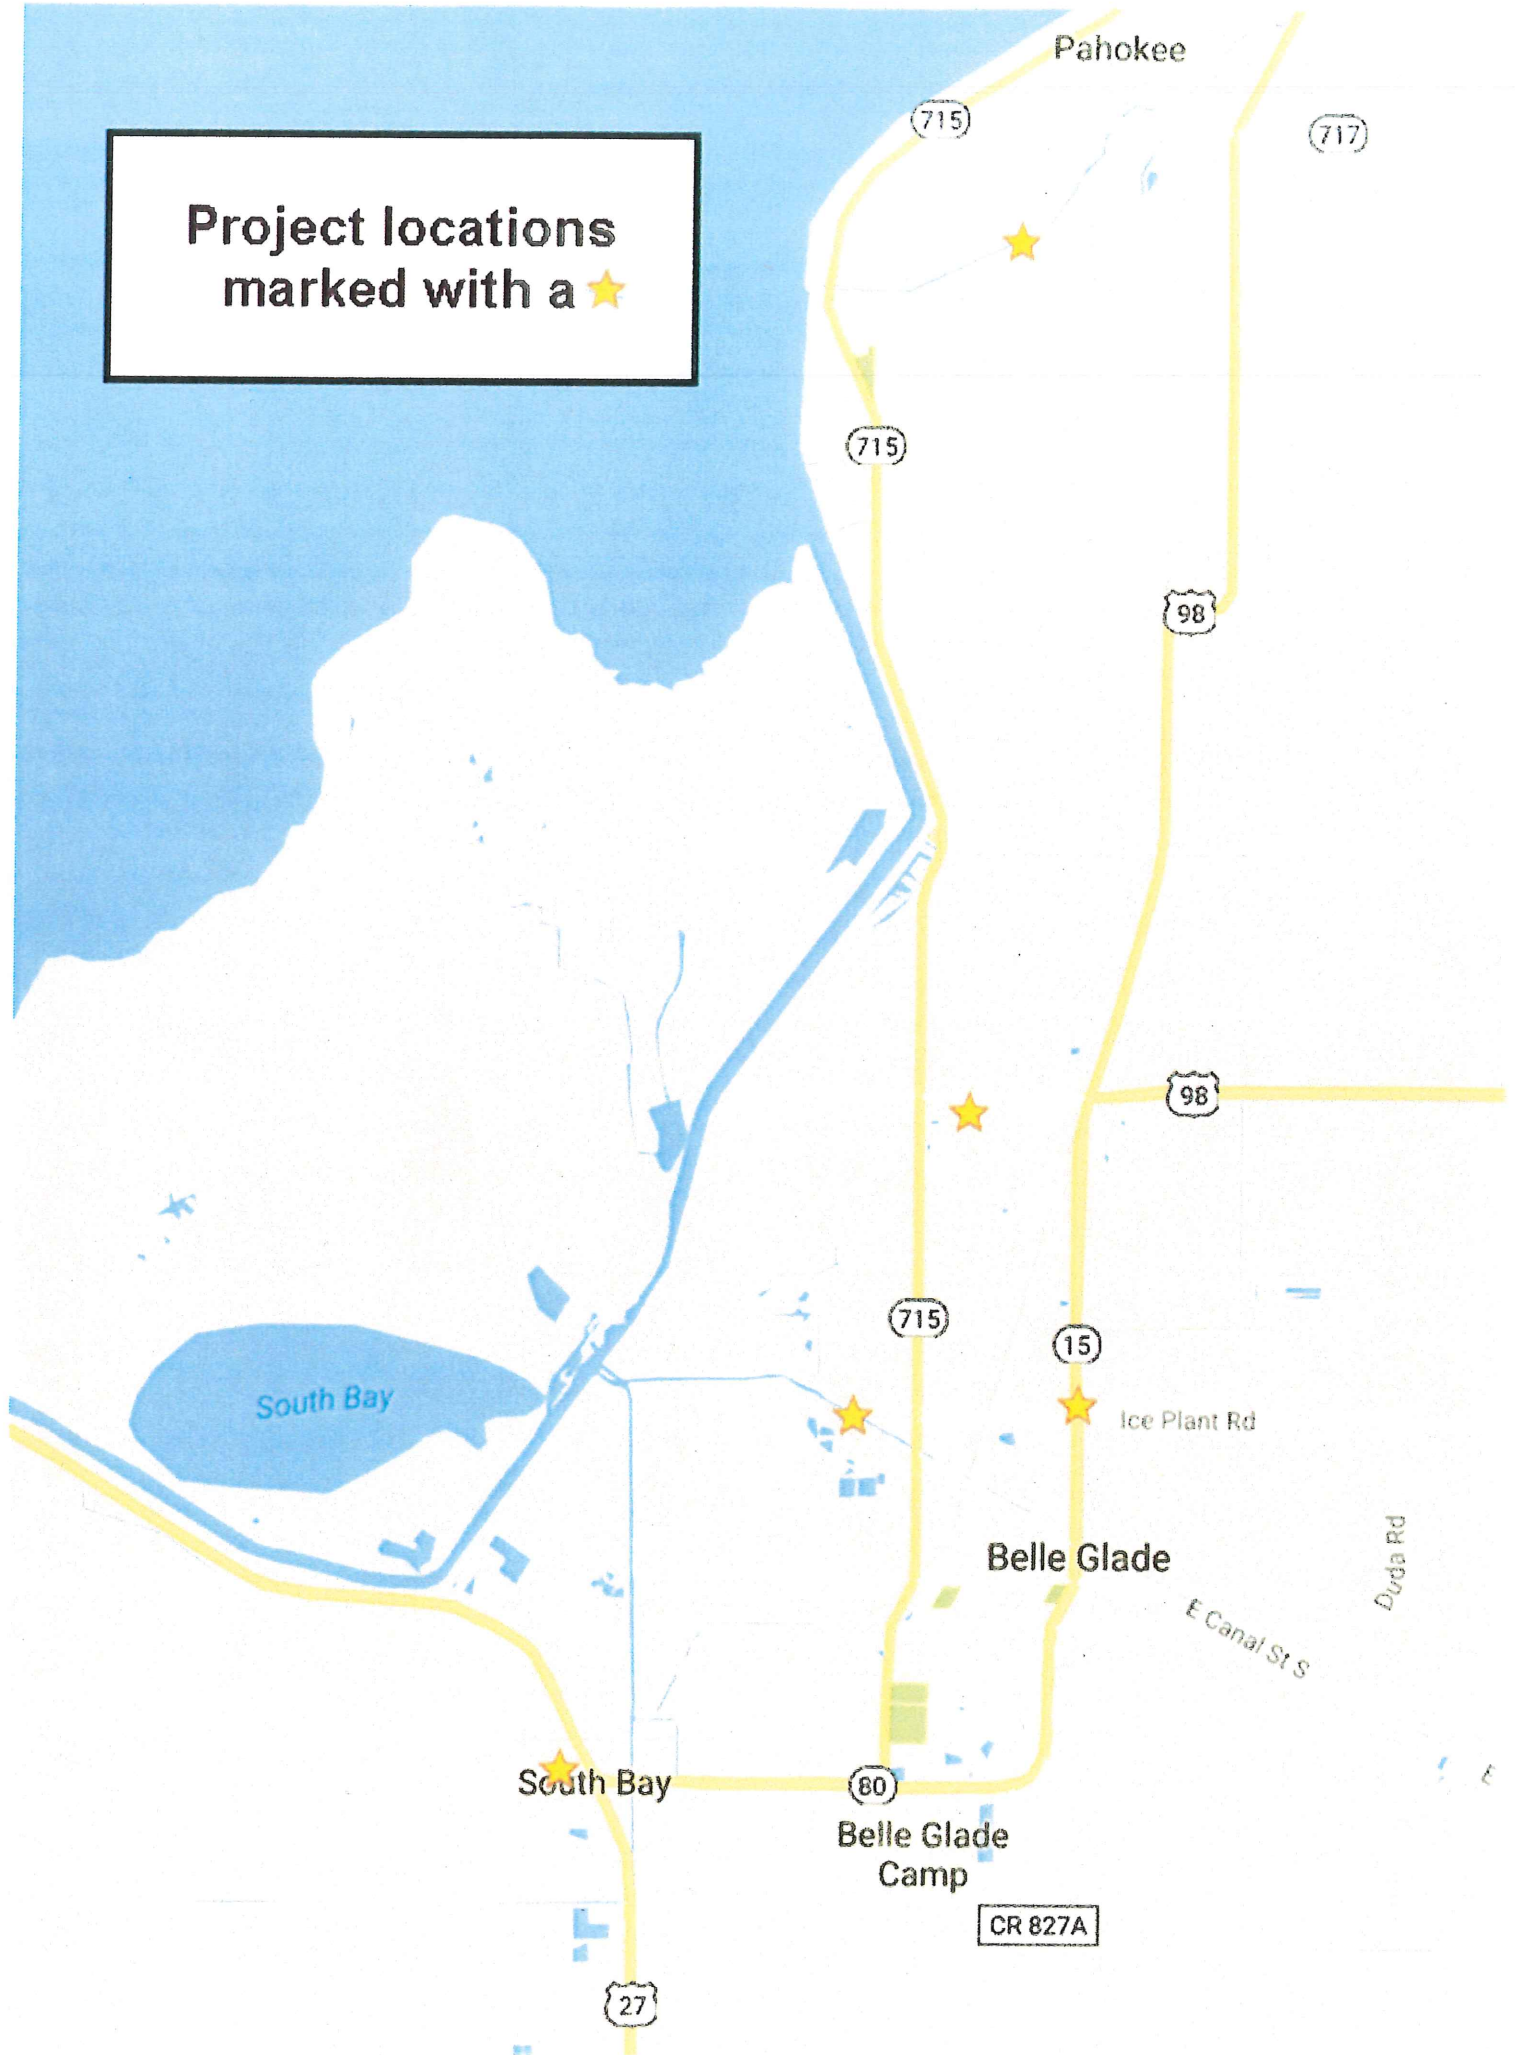 Pahokee
715
717
Project locations
marked with a
715
98
98
715
15
South Bay
Ice Plant Rd
Belle Glade
Duda Rd
E Canal St S
South Bay
80
E
Belle Glade
Camp
CR 827A
27